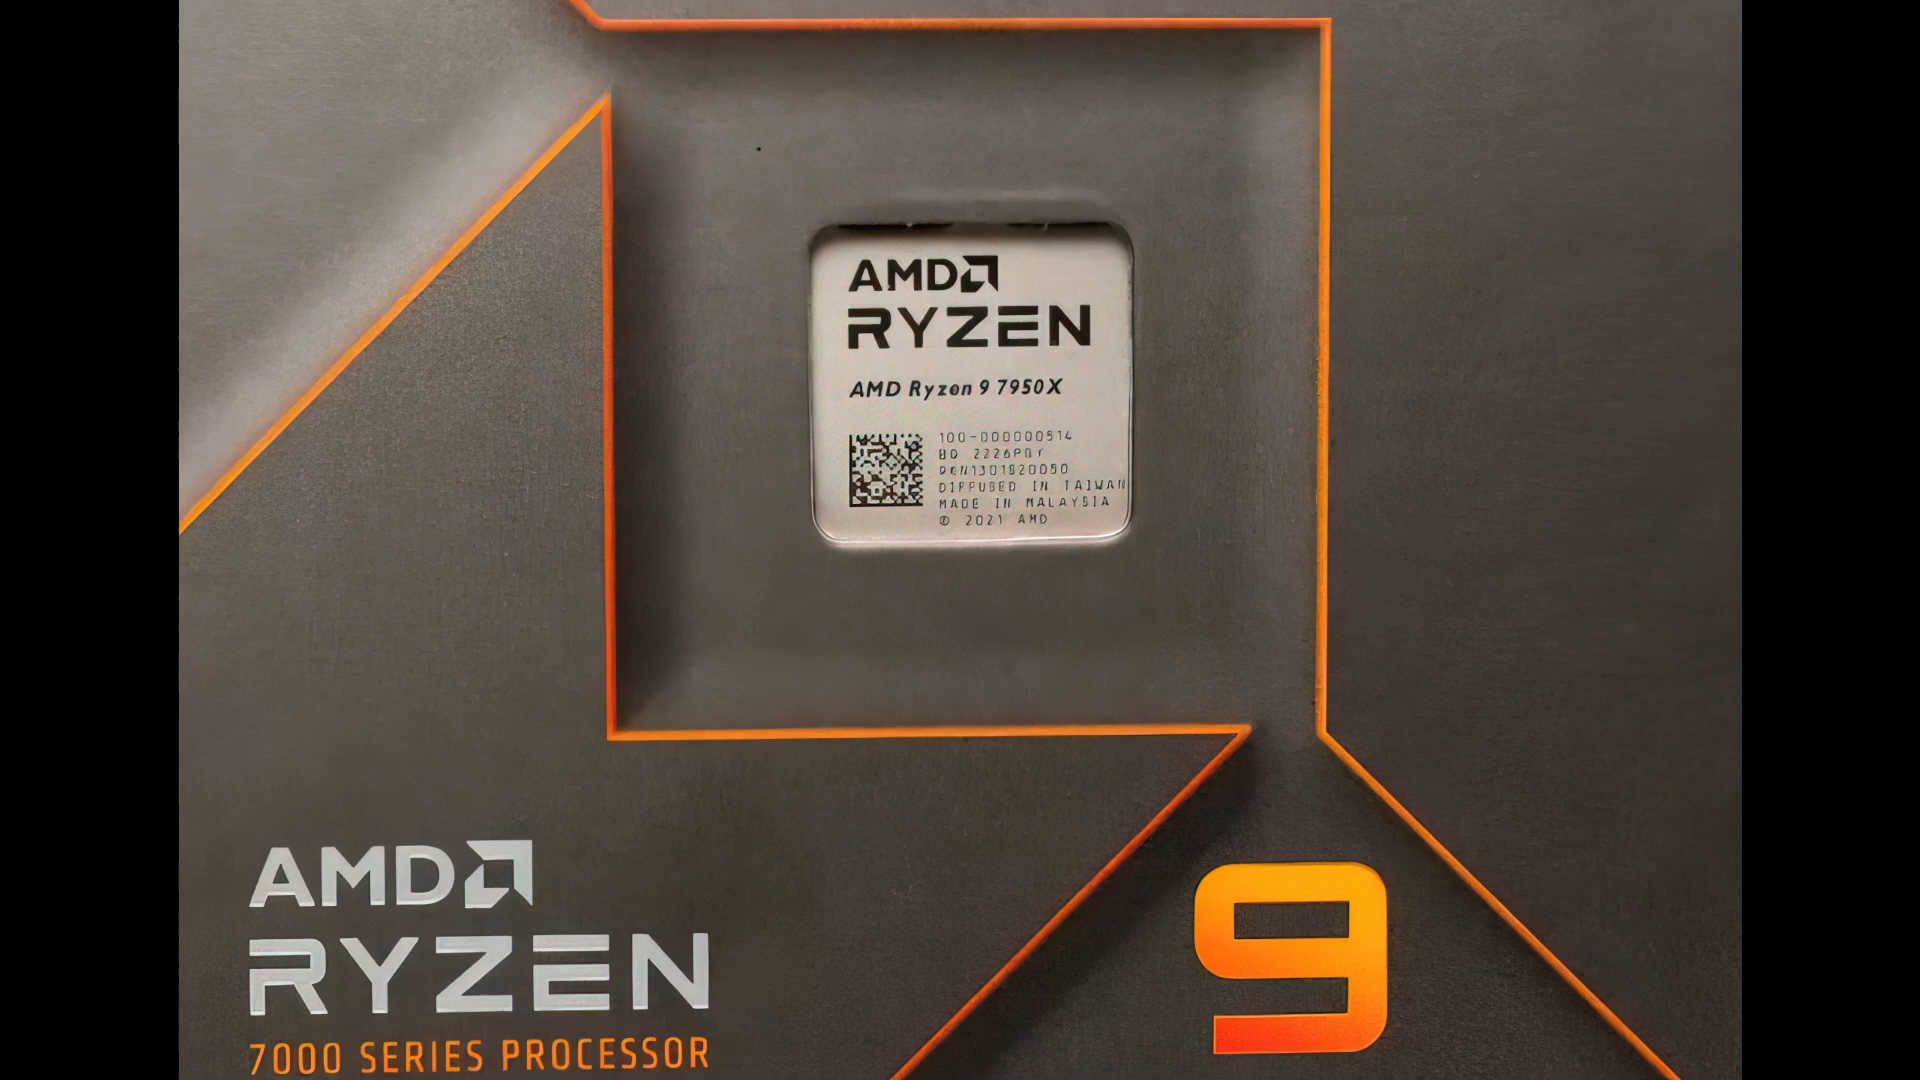 AMD
RYZEN
AMD Ryzen 9 7950X
100-000000514
2226PGY
DIFFUSED IN TAIWAN
MADE IN MALAYSIA
© 2021 AMD
AMD
RYZEN
7000 SERIES PROCESSOR
9